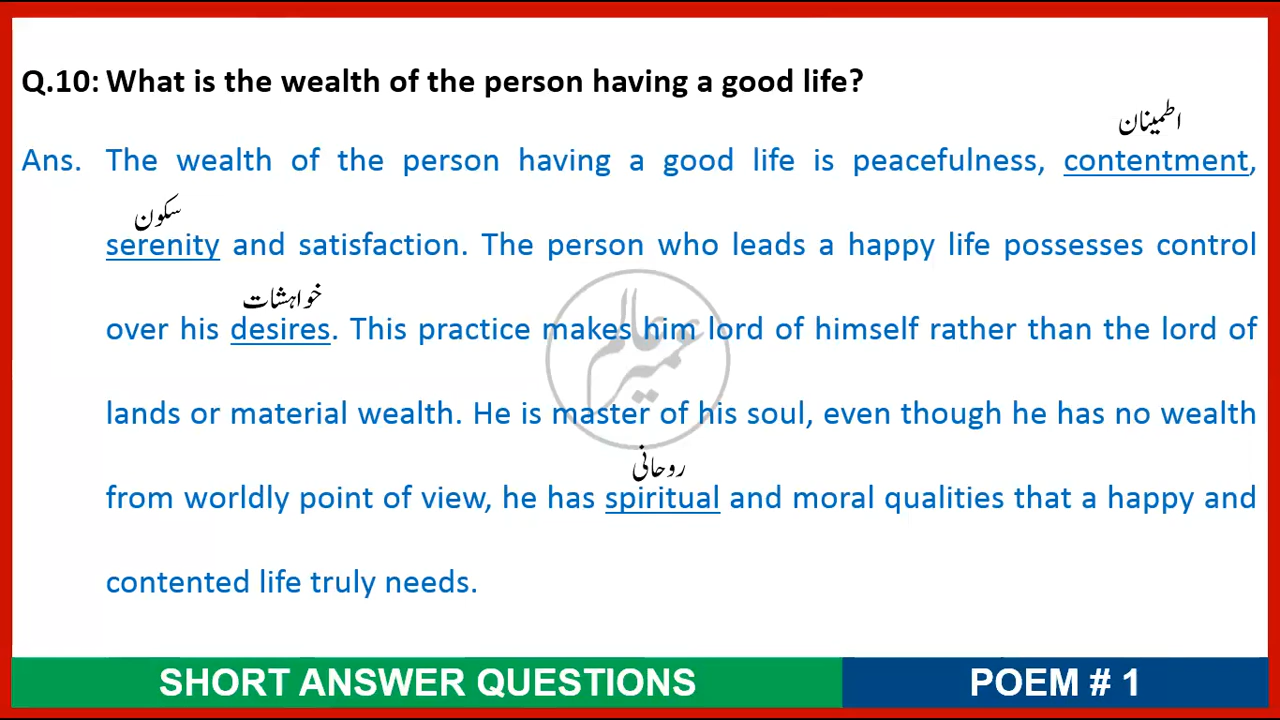 Q.10: What is the wealth of the person having a good life?
اطمینان
Ans. The wealth of the person having a good life is peacefulness, contentment,
سکون
serenity and satisfaction. The person who leads a happy life possesses control
خواہشات
over his desires. This practice makes him lord of himself rather than the lord of
عمیر عالم
lands or material wealth. He is master of his soul, even though he has no wealth
روحانی
from worldly point of view, he has spiritual and moral qualities that a happy and
contented life truly needs.
SHORT ANSWER QUESTIONS
POEM # 1